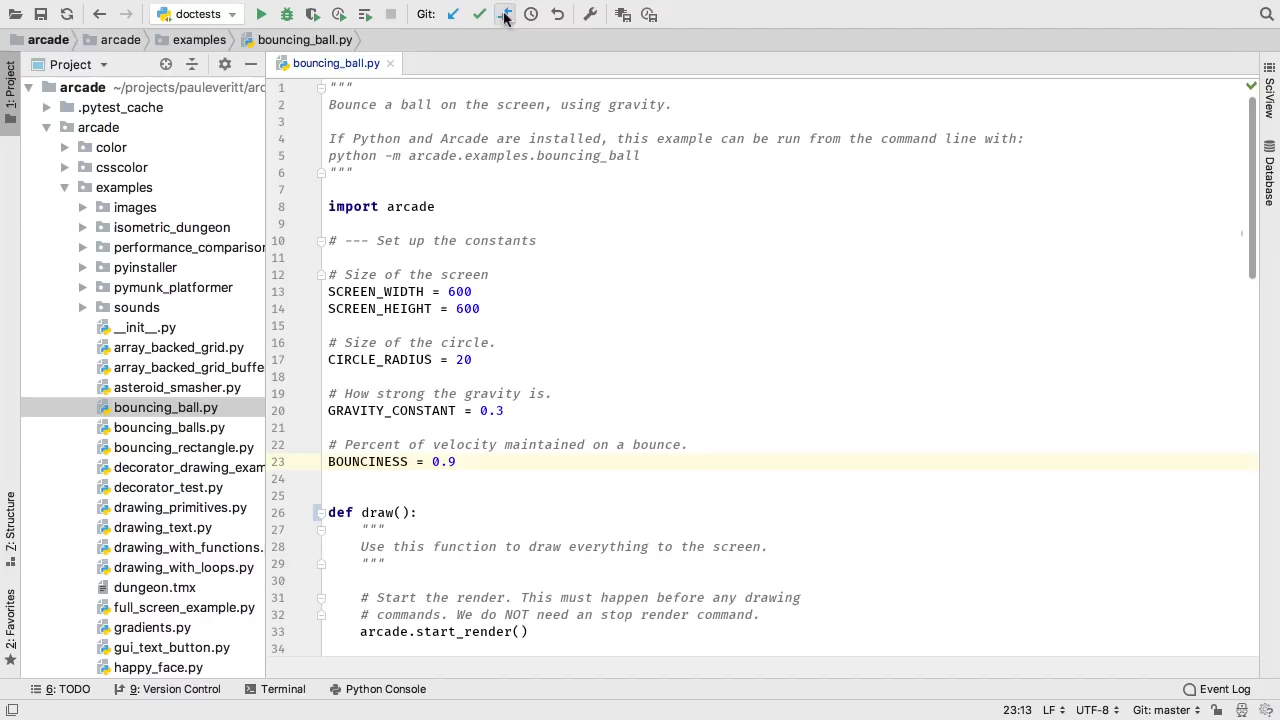 doctests
Git:
arcade
arcade
examples
bouncing_ball.py
1: Project
Project
bouncing_ball.py
arcade ~/projects/pauleveritt/arc
.pytest_cache
arcade
color
csscolor
examples
images
isometric_dungeon
performance_comparison
pyinstaller
pymunk_platformer
sounds
__init__.py
array_backed_grid.py
array_backed_grid_buffe
asteroid_smasher.py
bouncing_ball.py
bouncing_balls.py
bouncing_rectangle.py
decorator_drawing_exam
decorator_test.py
drawing_primitives.py
drawing_text.py
drawing_with_functions.
drawing_with_loops.py
dungeon.tmx
full_screen_example.py
gradients.py
gui_text_button.py
happy_face.py
Z: Structure
2: Favorites
1 """
2 Bounce a ball on the screen, using gravity.
3
4 If Python and Arcade are installed, this example can be run from the command line with:
5 python -m arcade.examples.bouncing_ball
6 """
7
8 import arcade
9
10 # --- Set up the constants
11
12 # Size of the screen
13 SCREEN_WIDTH = 600
14 SCREEN_HEIGHT = 600
15
16 # Size of the circle.
17 CIRCLE_RADIUS = 20
18
19 # How strong the gravity is.
20 GRAVITY_CONSTANT = 0.3
21
22 # Percent of velocity maintained on a bounce.
23 BOUNCINESS = 0.9
24
25
26 def draw():
27 """
28 Use this function to draw everything to the screen.
29 """
30
31 # Start the render. This must happen before any drawing
32 # commands. We do NOT need an stop render command.
33 arcade.start_render()
34
SciView
Database
6: TODO
9: Version Control
Terminal
Python Console
Event Log
23:13
LF
UTF-8
Git: master